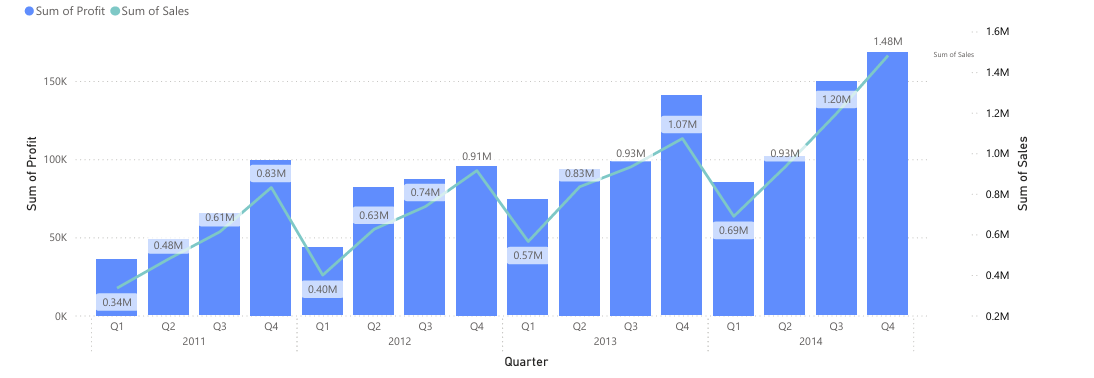 Sum of Profit Sum of Sales
1.6M
1.48M
Sum of Sales
1.4M
150K
1.20M
1.2M
1.07M
100K 0.91M 0.93M 0.93M 1.0M
0.83M 0.83M
0.74M 0.8M
0.61M 0.63M
0.69M
50K 0.48M 0.57M 0.6M
0.40M 0.4M
0.34M
0K 0.2M
Sum of Profit
Sum of Sales
Q1 Q2 Q3 Q4 Q1 Q2 Q3 Q4 Q1 Q2 Q3 Q4 Q1 Q2 Q3 Q4
2011 2012 2013 2014
Quarter